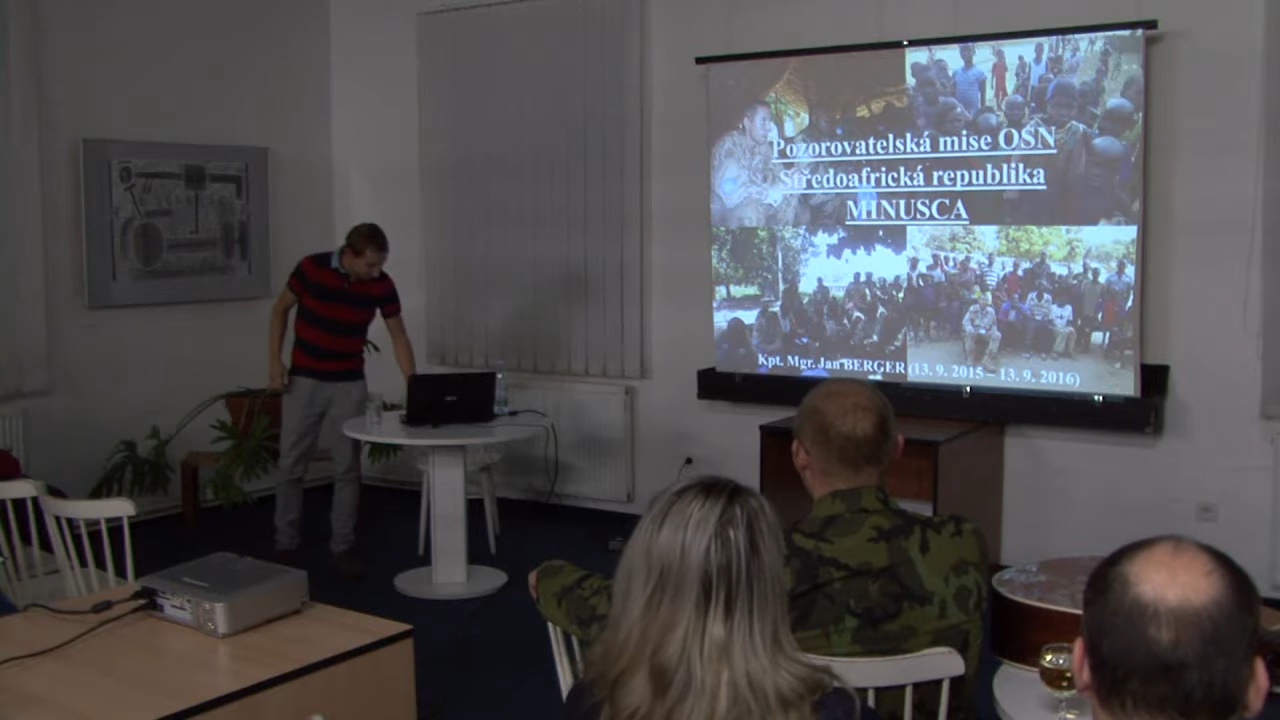 Pozorovatelská mise OSN
Středoafrická republika
MINUSCA
Kpt. Mgr. Jan BERGER (13. 9. 2015 – 13. 9. 2016)